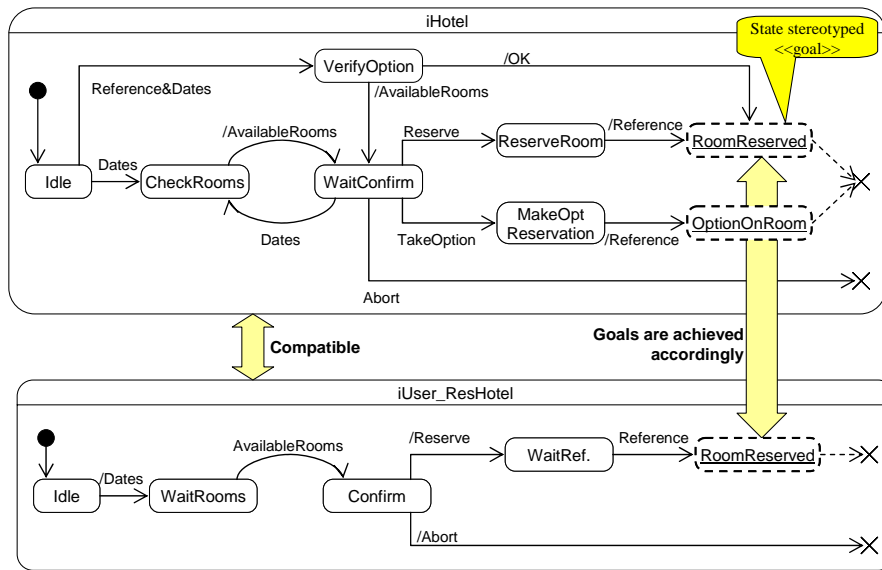 iHotel
State stereotyped
<<goal>>
VerifyOption
/OK
Reference&Dates
/AvailableRooms
/AvailableRooms
Reserve
ReserveRoom
/Reference
RoomReserved
Idle
Dates
CheckRooms
WaitConfirm
Dates
TakeOption
MakeOpt
Reservation
/Reference
OptionOnRoom
Abort
Compatible
Goals are achieved
accordingly
iUser_ResHotel
Idle
/Dates
WaitRooms
AvailableRooms
Confirm
/Reserve
WaitRef.
Reference
RoomReserved
/Abort